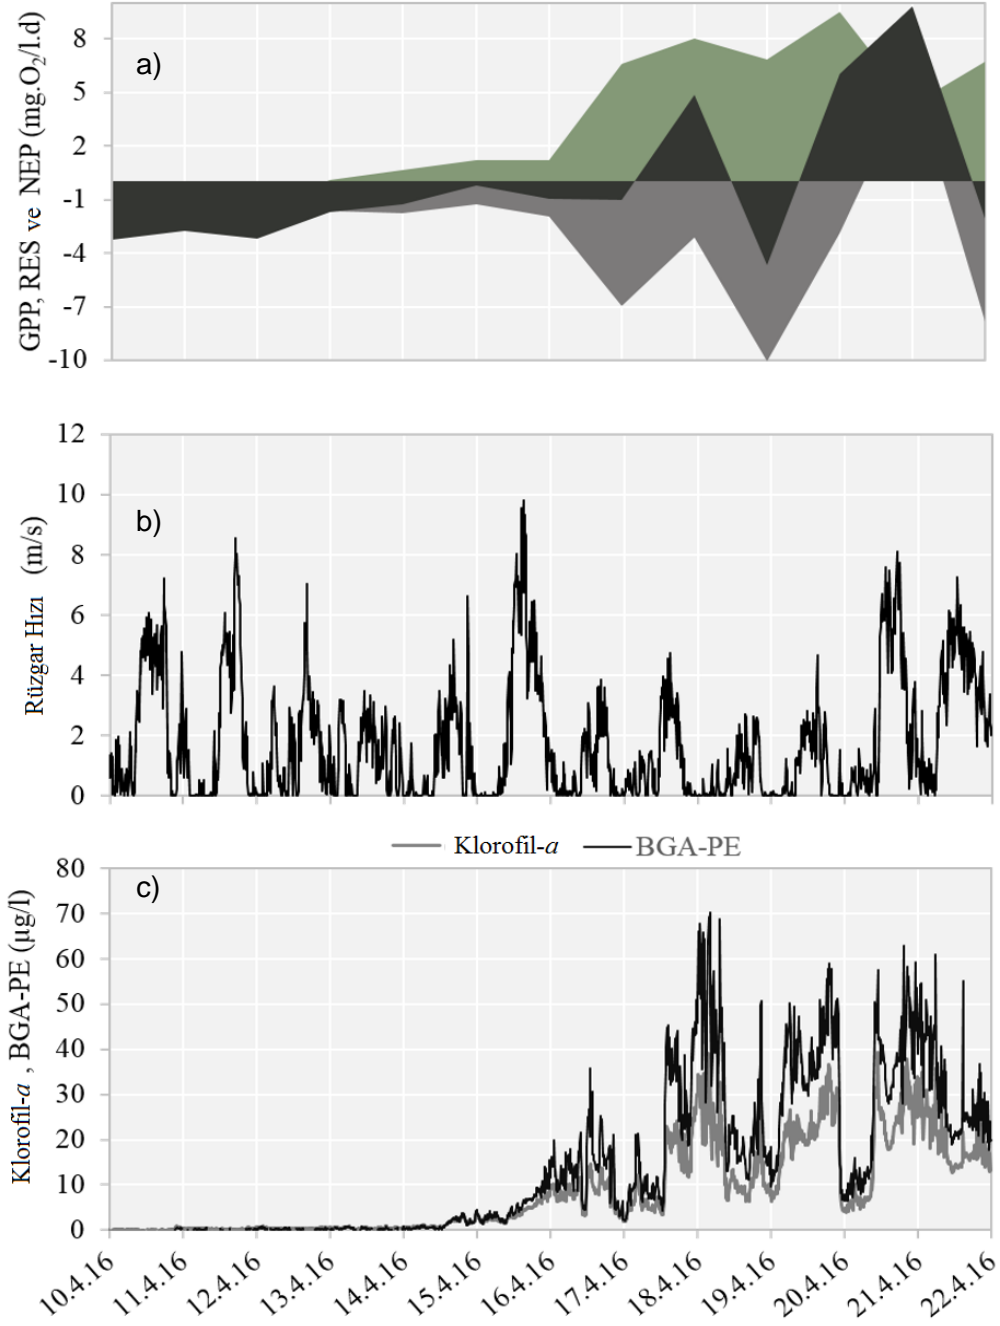 a)
GPP, RES ve NEP (mg.O2/l.d)
8
5
2
-1
-4
-7
-10
b)
Rüzgar Hızı (m/s)
12
10
8
6
4
2
0
Klorofil-a BGA-PE
c)
Klorofil-a , BGA-PE (µg/l)
80
70
60
50
40
30
20
10
0
10.4.16 11.4.16 12.4.16 13.4.16 14.4.16 15.4.16 16.4.16 17.4.16 18.4.16 19.4.16 20.4.16 21.4.16 22.4.16